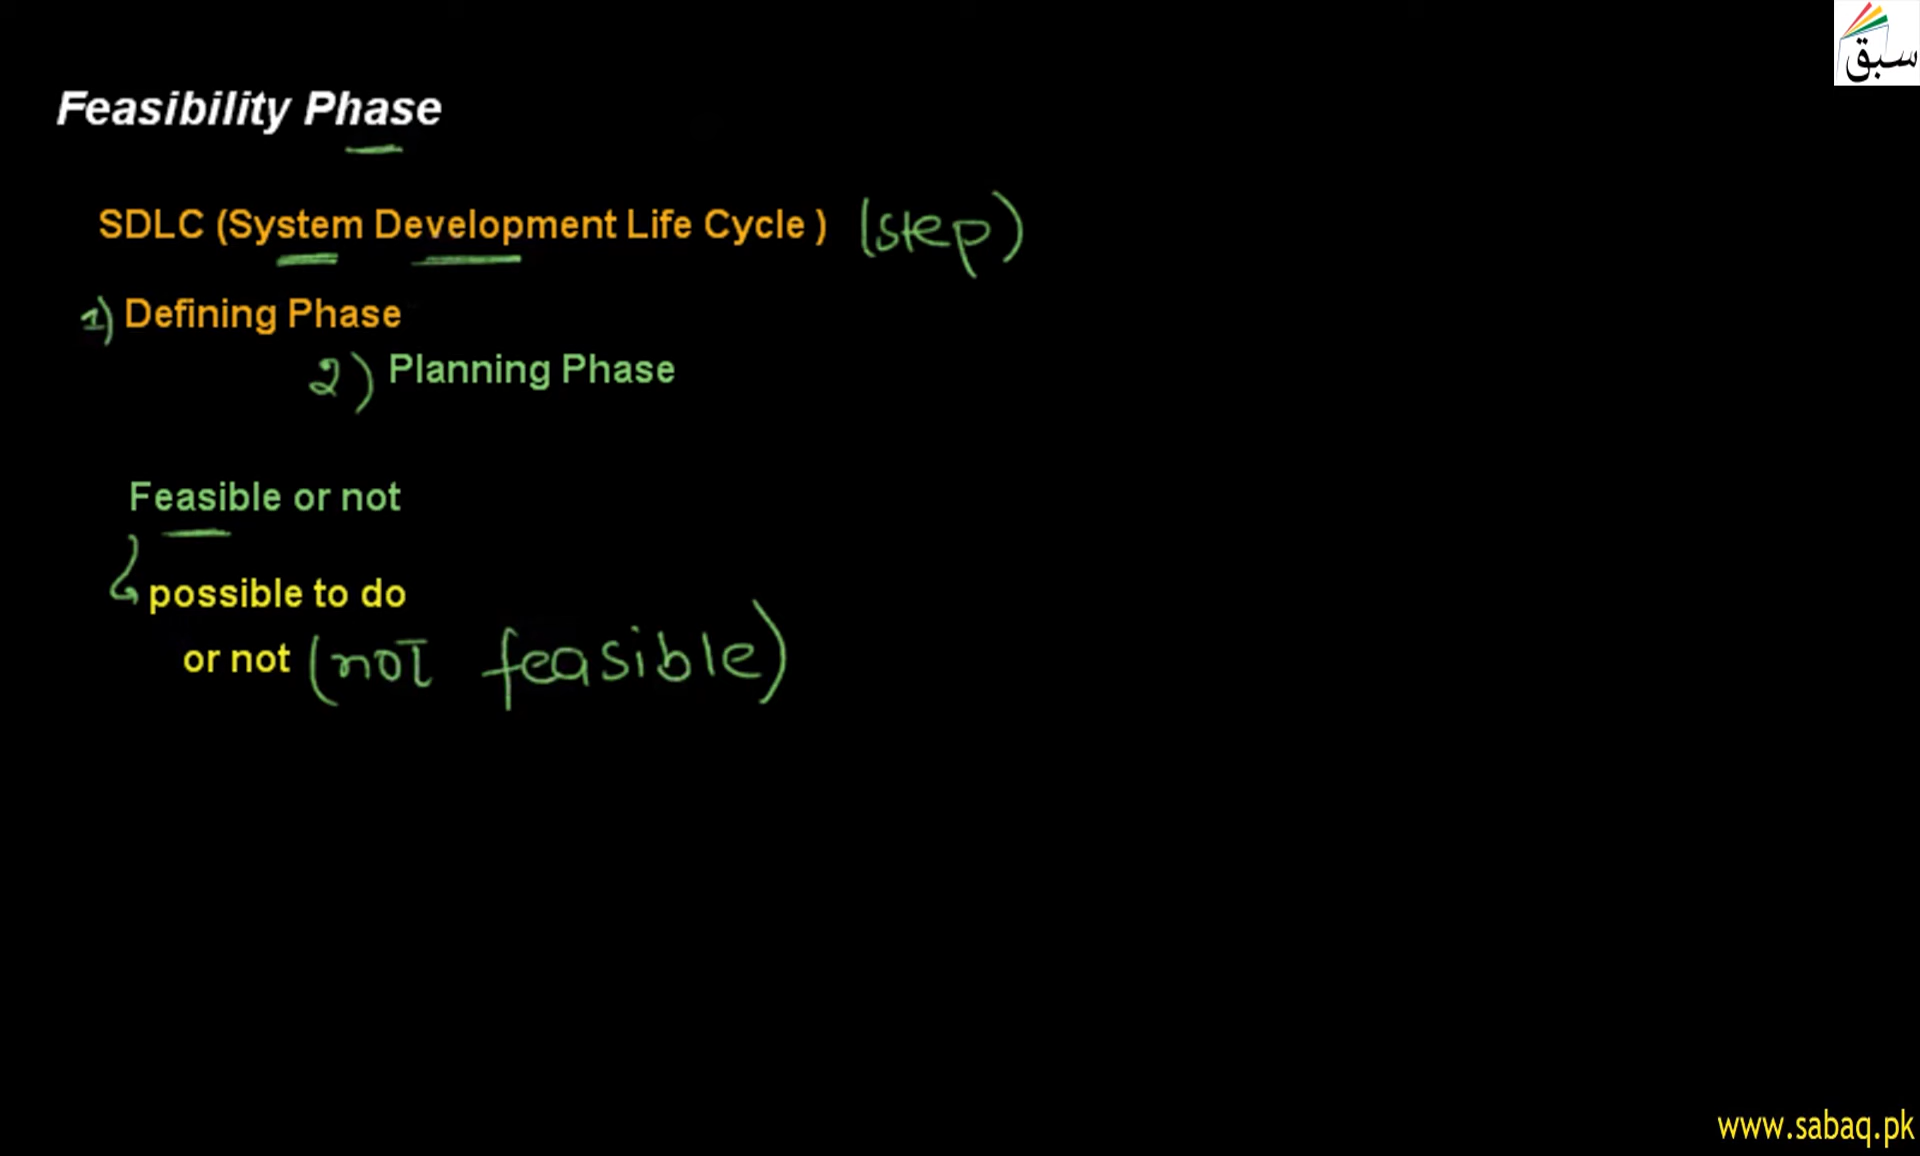 سبق
Feasibility Phase
SDLC (System Development Life Cycle ) (step)
1) Defining Phase
2) Planning Phase
Feasible or not
possible to do
or not (not feasible)
www.sabaq.pk